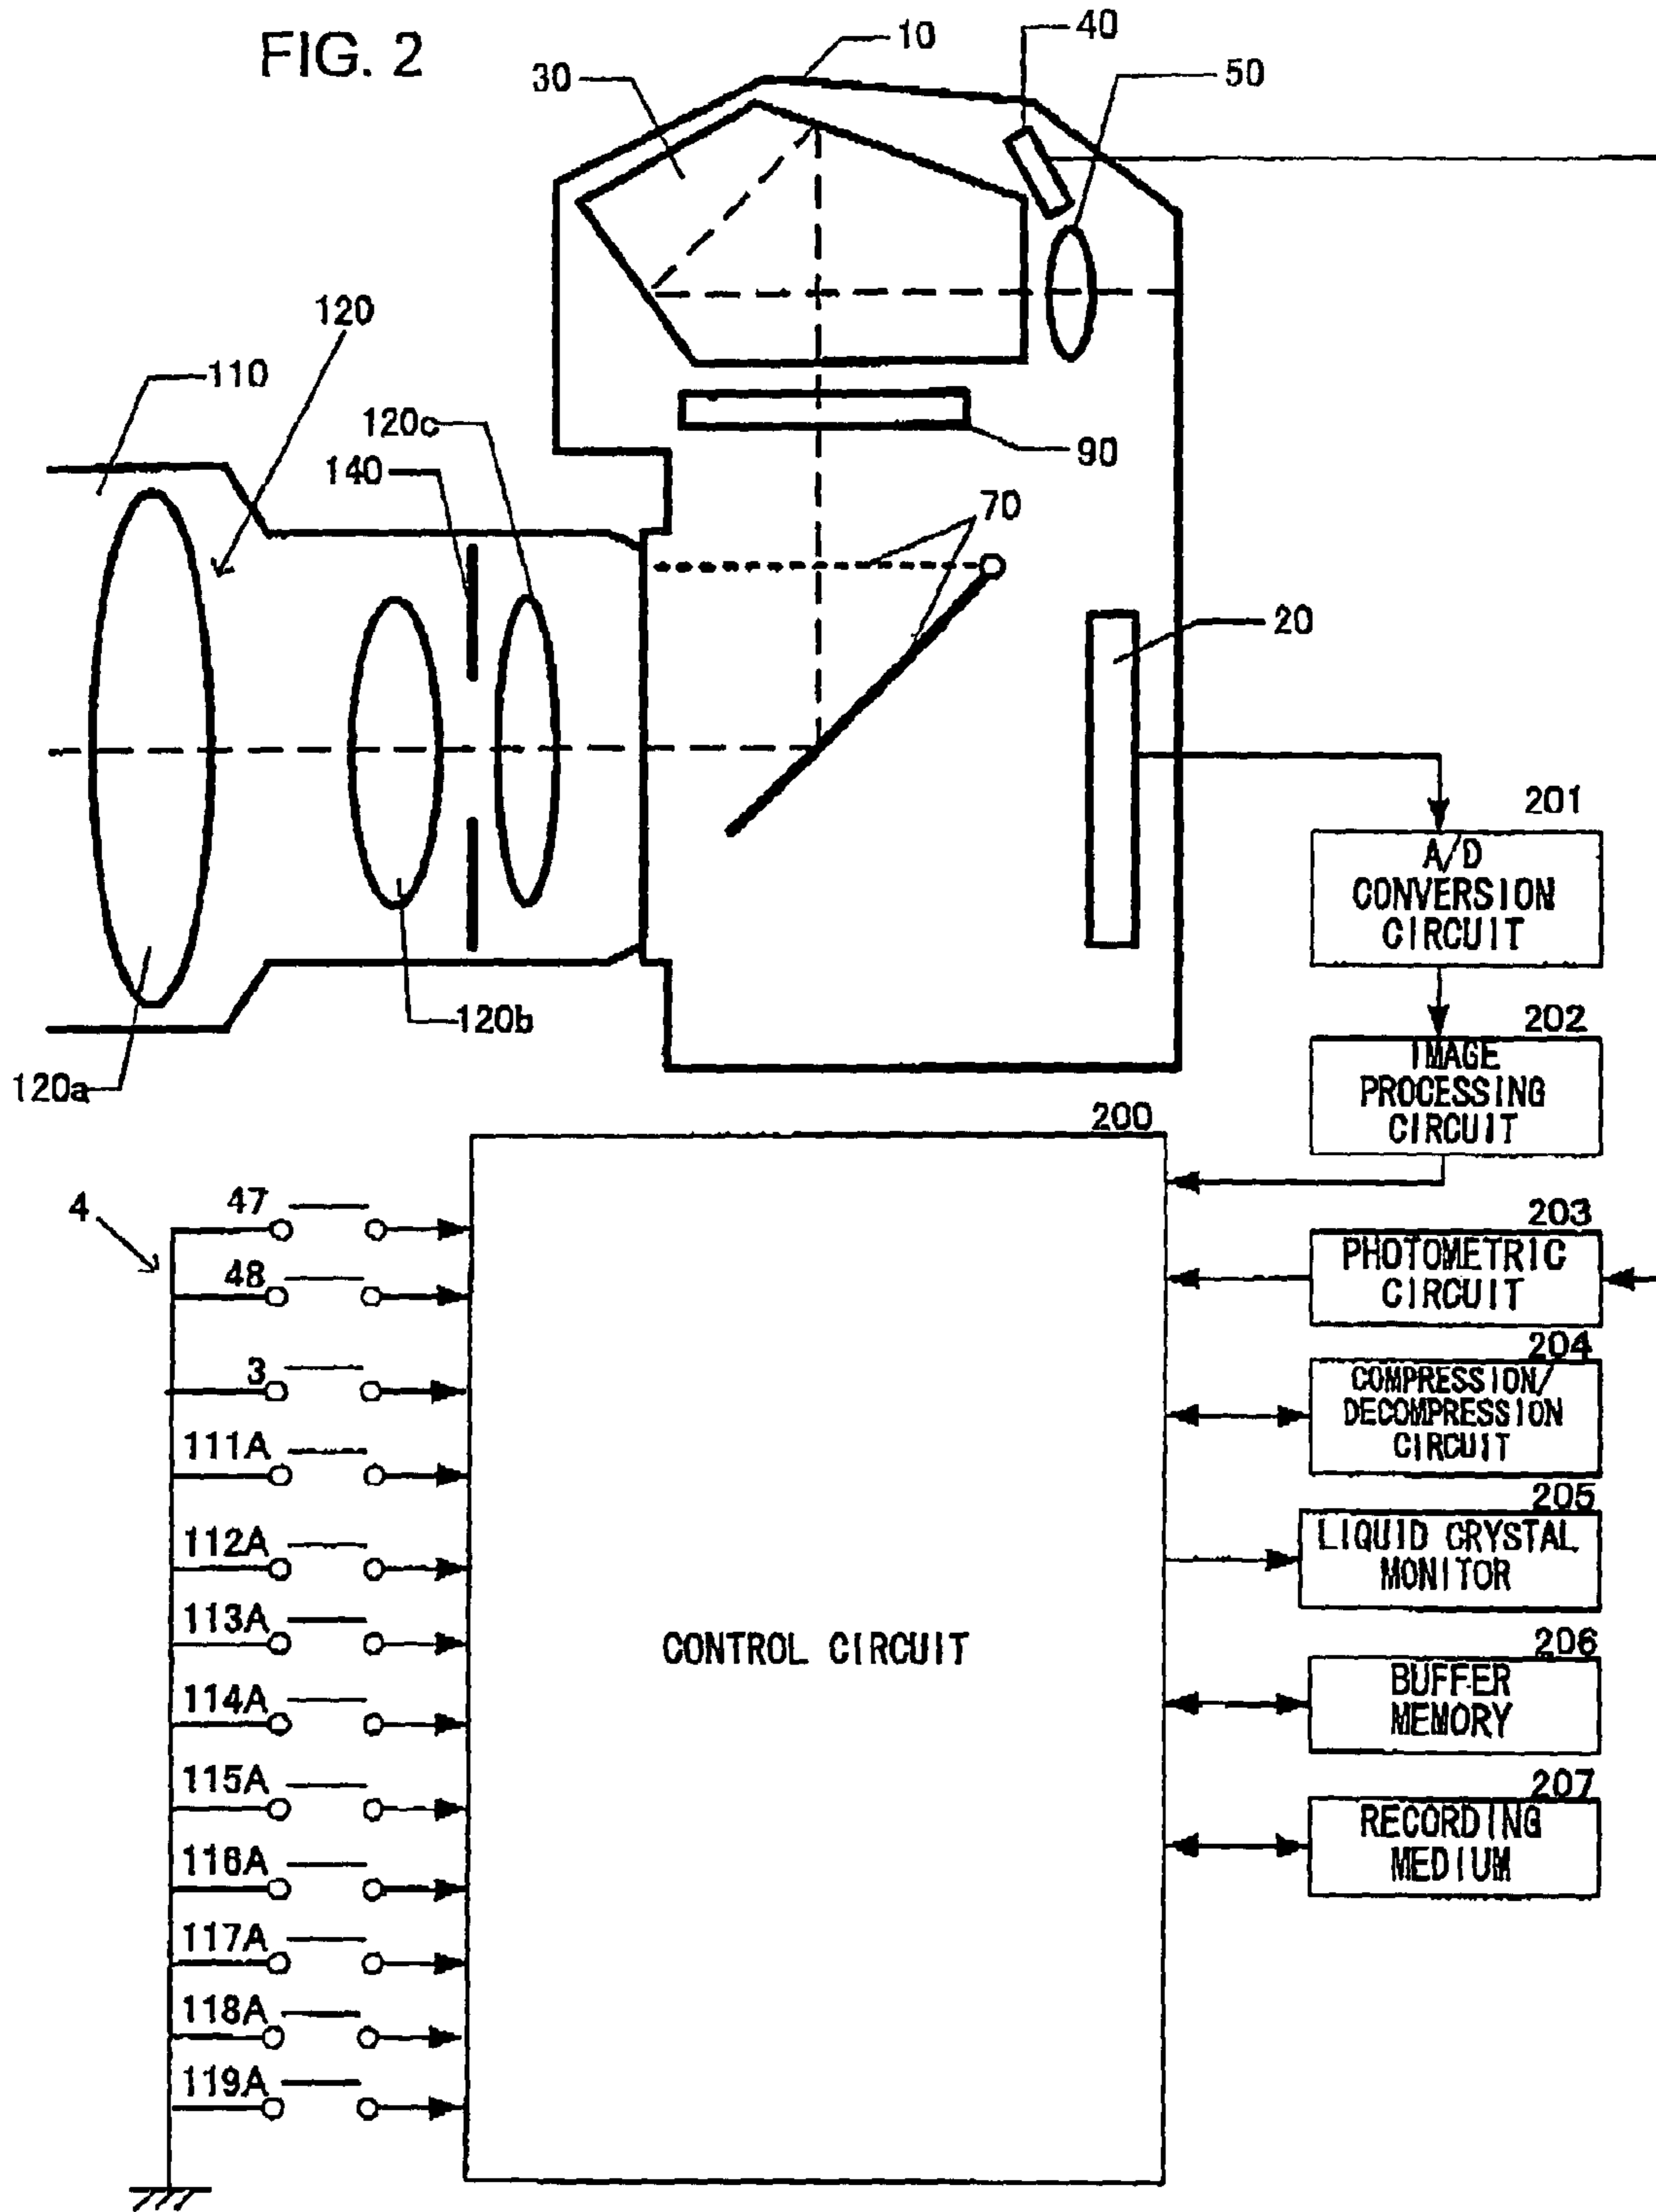 FIG. 2
10
40
30
50
120
110
120c
140
90
70
20
201
A/D
CONVERSION
CIRCUIT
120b
120a
202
IMAGE
PROCESSING
CIRCUIT
200
4
47
48
3
111A
112A
113A
114A
115A
116A
117A
118A
119A
CONTROL CIRCUIT
203
PHOTOMETRIC
CIRCUIT
204
COMPRESSION/
DECOMPRESSION
CIRCUIT
205
LIQUID CRYSTAL
MONITOR
206
BUFFER
MEMORY
207
RECORDING
MEDIUM